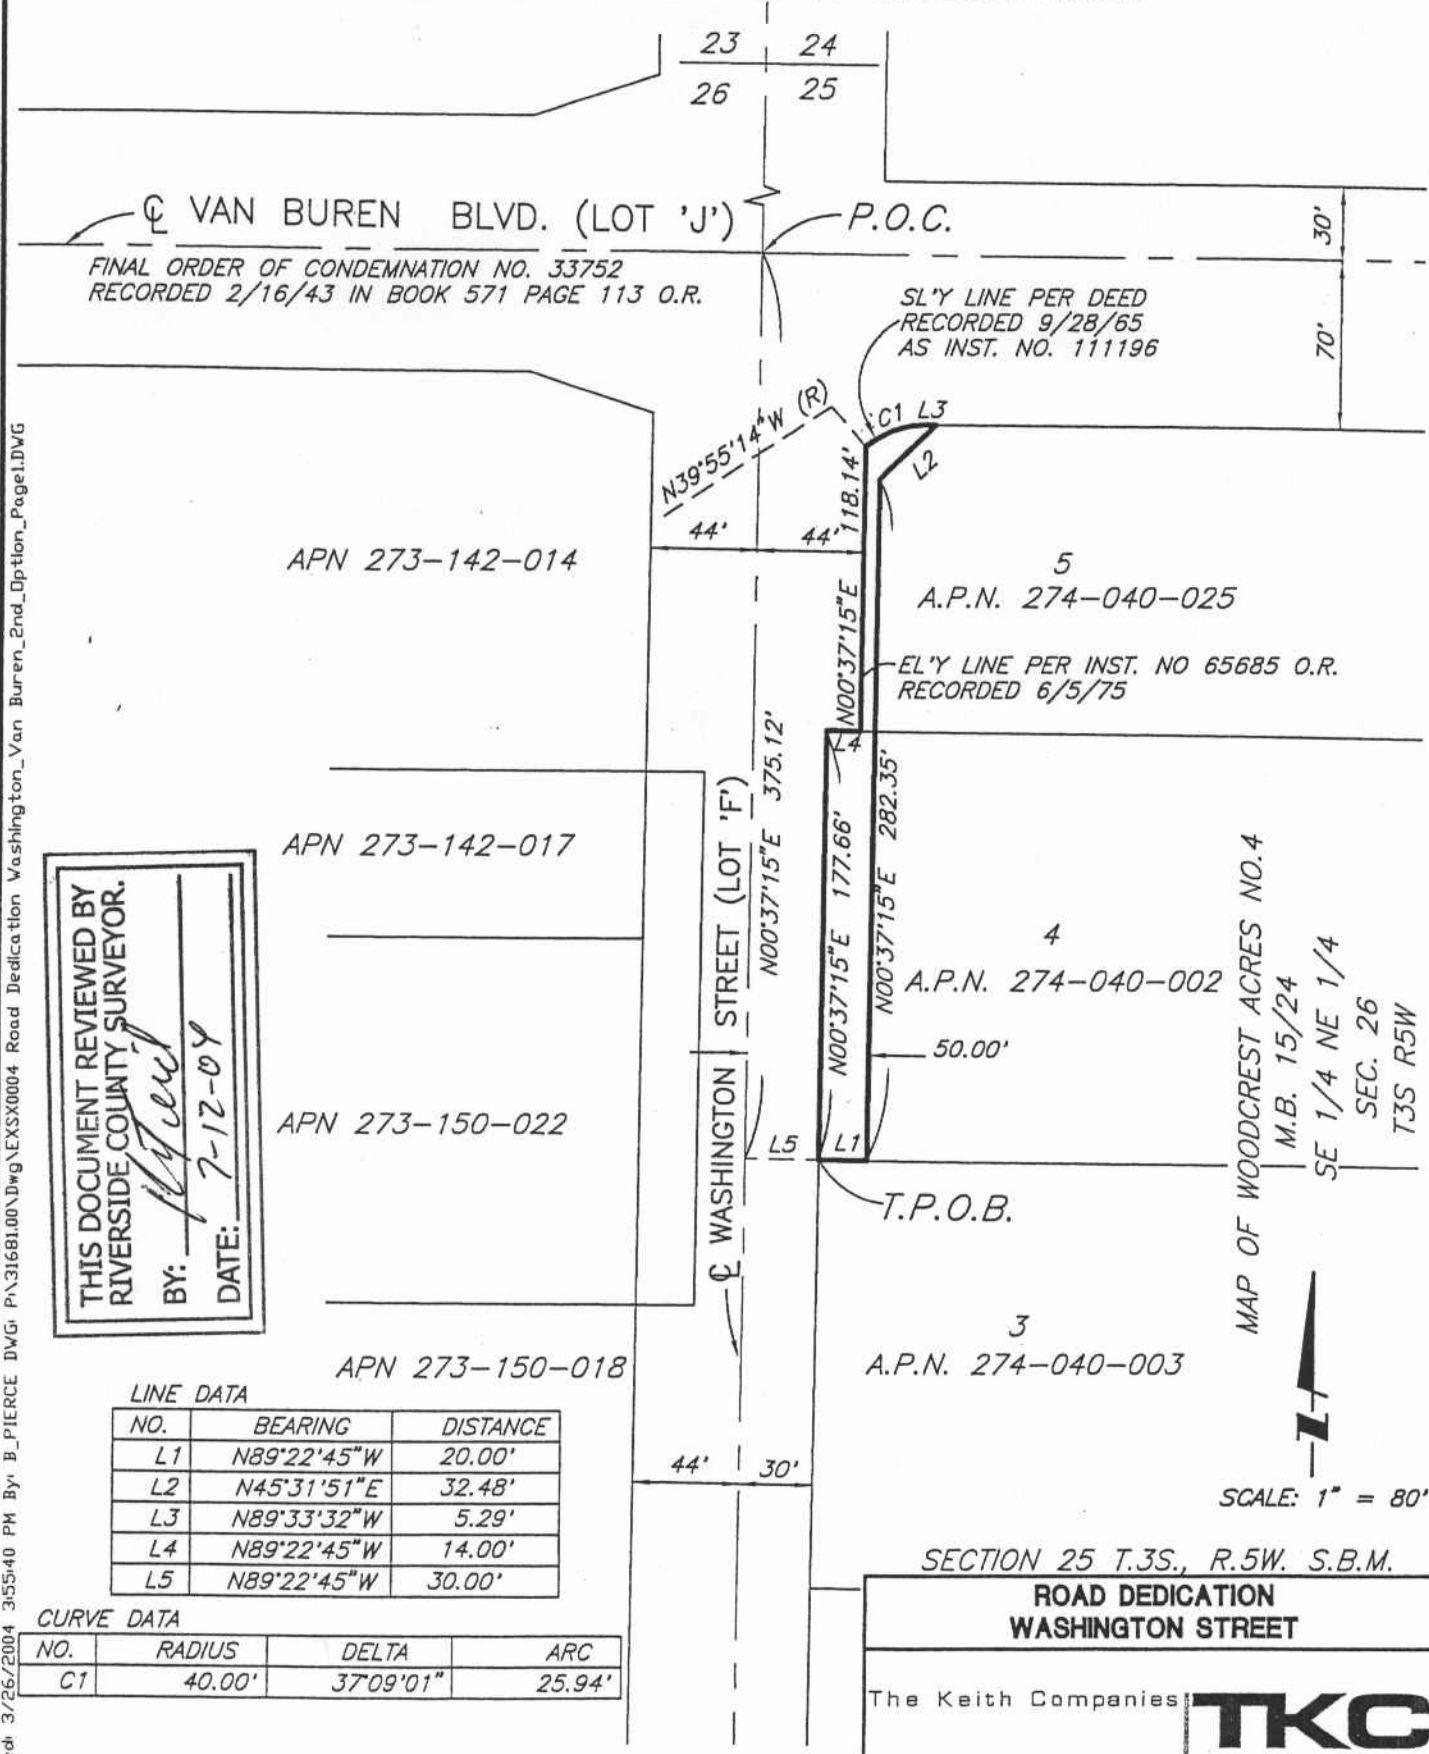 23 24
26 25
℄ VAN BUREN BLVD. (LOT 'J')
P.O.C.
30'
FINAL ORDER OF CONDEMNATION NO. 33752
RECORDED 2/16/43 IN BOOK 571 PAGE 113 O.R.
SL'Y LINE PER DEED
RECORDED 9/28/65
AS INST. NO. 111196
70'
N39°55'14"W (R)
C1 L3
L2
118.14'
N00°37'15"E
44' 44'
APN 273-142-014
5
A.P.N. 274-040-025
EL'Y LINE PER INST. NO 65685 O.R.
RECORDED 6/5/75
L4
N00°37'15"E 375.12'
N00°37'15"E 177.66'
N00°37'15"E 282.35'
APN 273-142-017
℄ WASHINGTON STREET (LOT 'F')
4
A.P.N. 274-040-002
50.00'
APN 273-150-022
L5 L1
T.P.O.B.
MAP OF WOODCREST ACRES NO.4
M.B. 15/24
SE 1/4 NE 1/4
SEC. 26
T3S R5W
THIS DOCUMENT REVIEWED BY
RIVERSIDE COUNTY SURVEYOR.
BY:
DATE: 7-12-04
3
A.P.N. 274-040-003
APN 273-150-018
LINE DATA
NO. BEARING DISTANCE
L1 N89°22'45"W 20.00'
L2 N45°31'51"E 32.48'
L3 N89°33'32"W 5.29'
L4 N89°22'45"W 14.00'
L5 N89°22'45"W 30.00'
44' 30'
CURVE DATA
NO. RADIUS DELTA ARC
C1 40.00' 37°09'01" 25.94'
SCALE: 1" = 80'
SECTION 25 T.3S., R.5W. S.B.M.
ROAD DEDICATION
WASHINGTON STREET
The Keith Companies TKC
3/26/2004 3:55:40 PM By: B_PIERCE DWG: P:\31681.00\Dwg\EXSX0004 Road Dedication Washington_Van Buren_2nd_Option_Page1.DWG